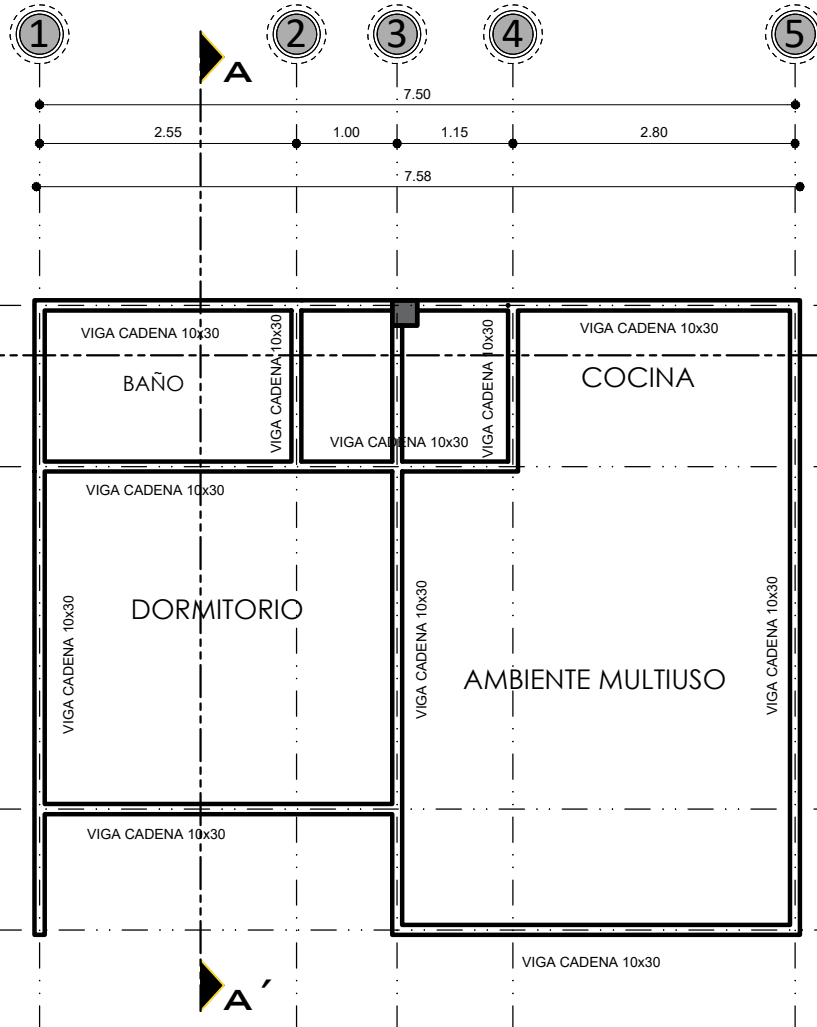 1 2 3 4 5
A
7.50
2.55 1.00 1.15 2.80
7.58
VIGA CADENA 10x30
VIGA CADENA 10x30
VIGA CADENA 10x30
VIGA CADENA 10x30
BAÑO
COCINA
VIGA CADENA 10x30
VIGA CADENA 10x30
DORMITORIO
VIGA CADENA 10x30
VIGA CADENA 10x30
VIGA CADENA 10x30
AMBIENTE MULTIUSO
VIGA CADENA 10x30
VIGA CADENA 10x30
A´